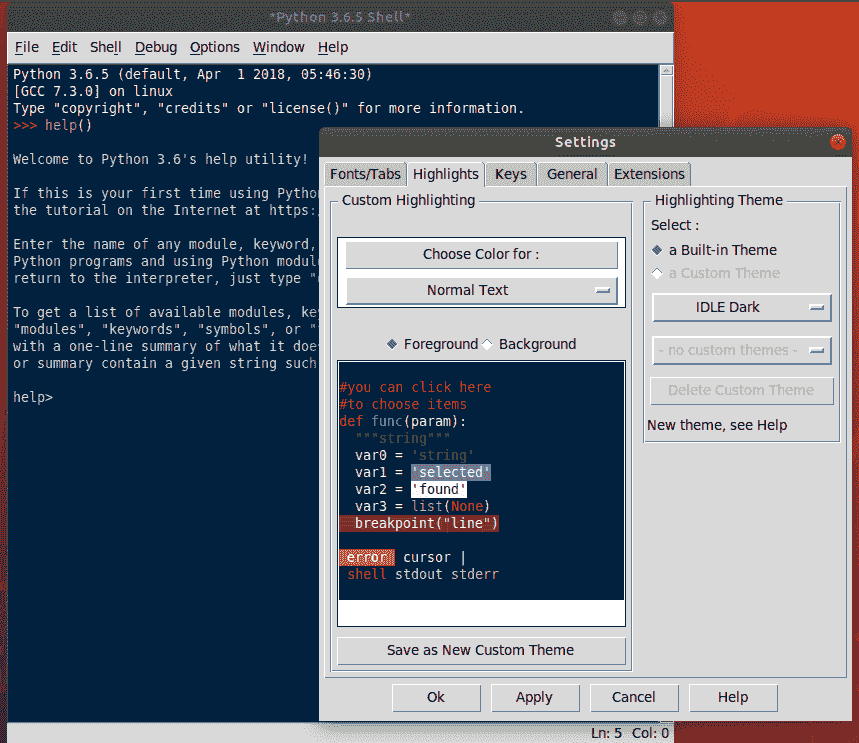 *Python 3.6.5 Shell*
File Edit Shell Debug Options Window Help
Python 3.6.5 (default, Apr  1 2018, 05:46:30)
[GCC 7.3.0] on linux
Type "copyright", "credits" or "license()" for more information.
>>> help()
Welcome to Python 3.6's help utility!
If this is your first time using Python
the tutorial on the Internet at https:/
Enter the name of any module, keyword,
Python programs and using Python modul
return to the interpreter, just type "
To get a list of available modules, key
"modules", "keywords", "symbols", or "
with a one-line summary of what it doe
or summary contain a given string such
help>
Ln: 5 Col: 0
Settings
Fonts/Tabs Highlights Keys General Extensions
Custom Highlighting
Choose Color for :
Normal Text
Foreground Background
#you can click here
#to choose items
def func(param):
"""string"""
var0 = 'string'
var1 = 'selected'
var2 = 'found'
var3 = list(None)
breakpoint("line")
error cursor |
shell stdout stderr
Save as New Custom Theme
Highlighting Theme
Select :
a Built-in Theme
a Custom Theme
IDLE Dark
- no custom themes -
Delete Custom Theme
New theme, see Help
Ok Apply Cancel Help